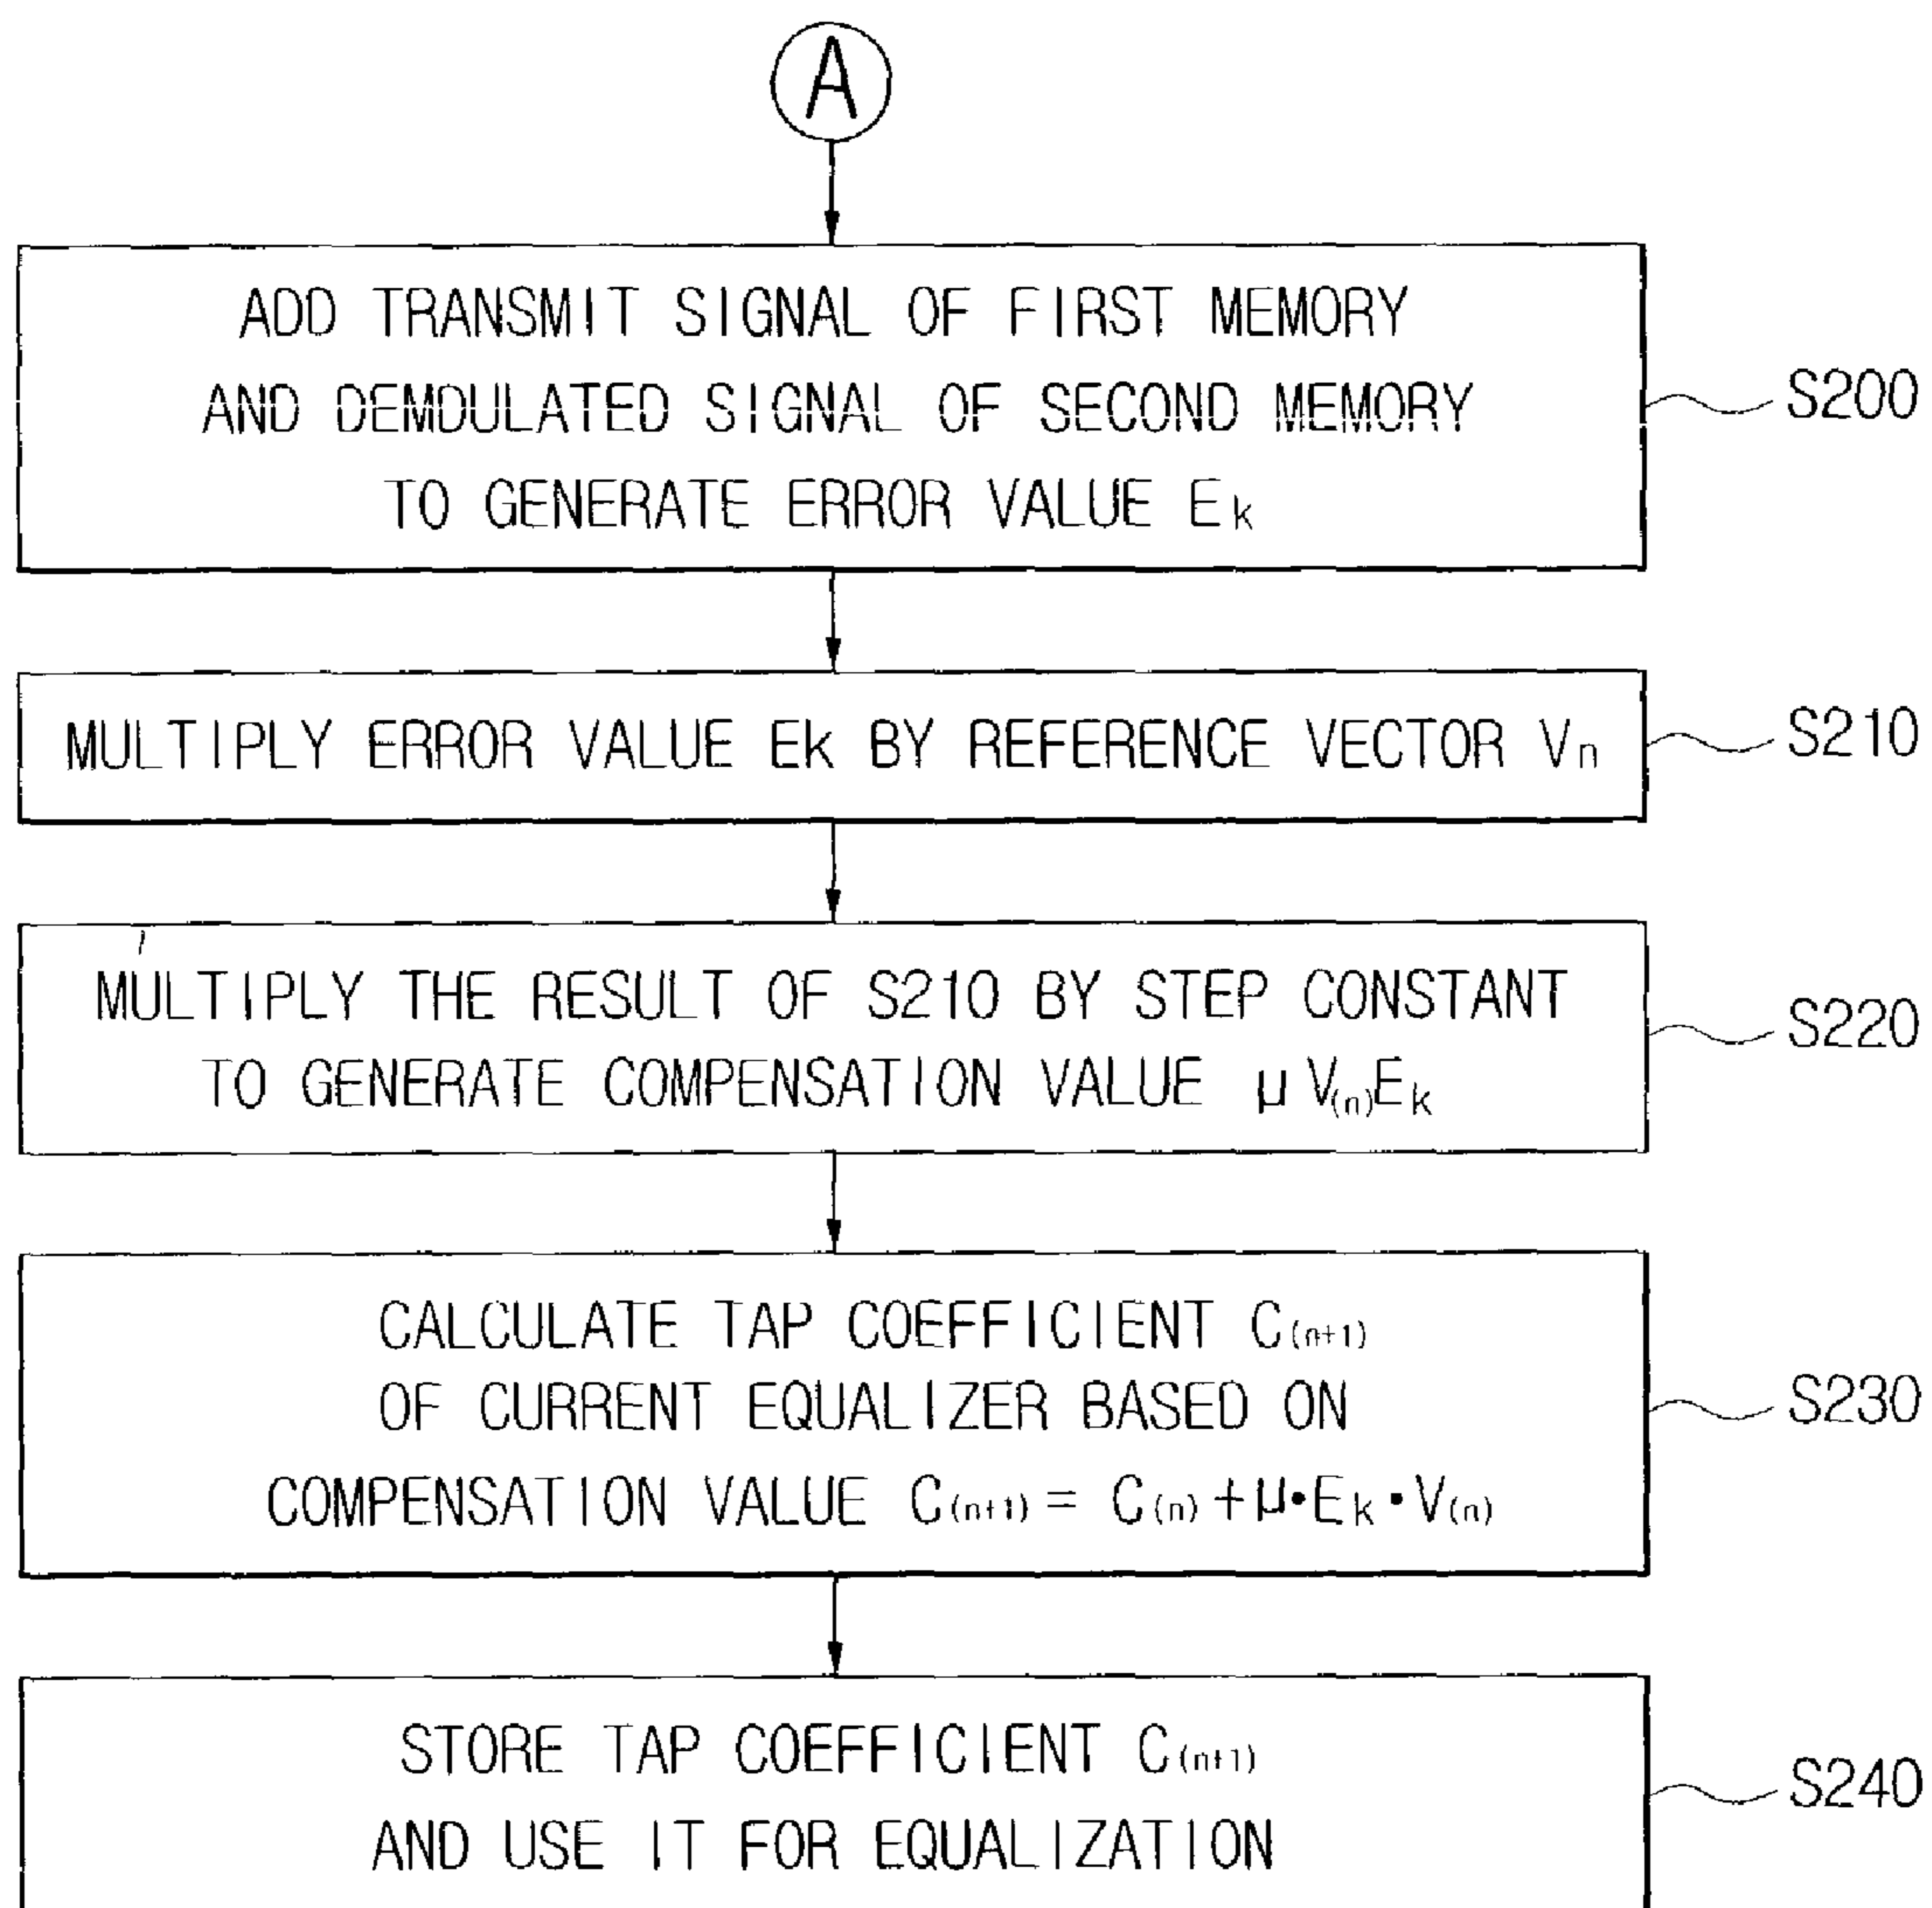 A
ADD TRANSMIT SIGNAL OF FIRST MEMORY
AND DEMDULATED SIGNAL OF SECOND MEMORY
TO GENERATE ERROR VALUE Ek
S200
MULTIPLY ERROR VALUE Ek BY REFERENCE VECTOR Vn
S210
MULTIPLY THE RESULT OF S210 BY STEP CONSTANT
TO GENERATE COMPENSATION VALUE μ V(n)Ek
S220
CALCULATE TAP COEFFICIENT C(n+1)
OF CURRENT EQUALIZER BASED ON
COMPENSATION VALUE C(n+1) = C(n) + μ•Ek•V(n)
S230
STORE TAP COEFFICIENT C(n+1)
AND USE IT FOR EQUALIZATION
S240